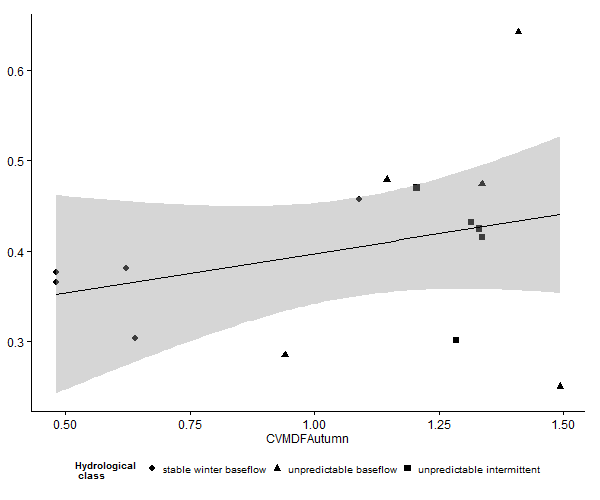 0.6
0.5
0.4
0.3
0.50
0.75
1.00
1.25
1.50
CVMDFAutumn
Hydrological
class
stable winter baseflow
unpredictable baseflow
unpredictable intermittent